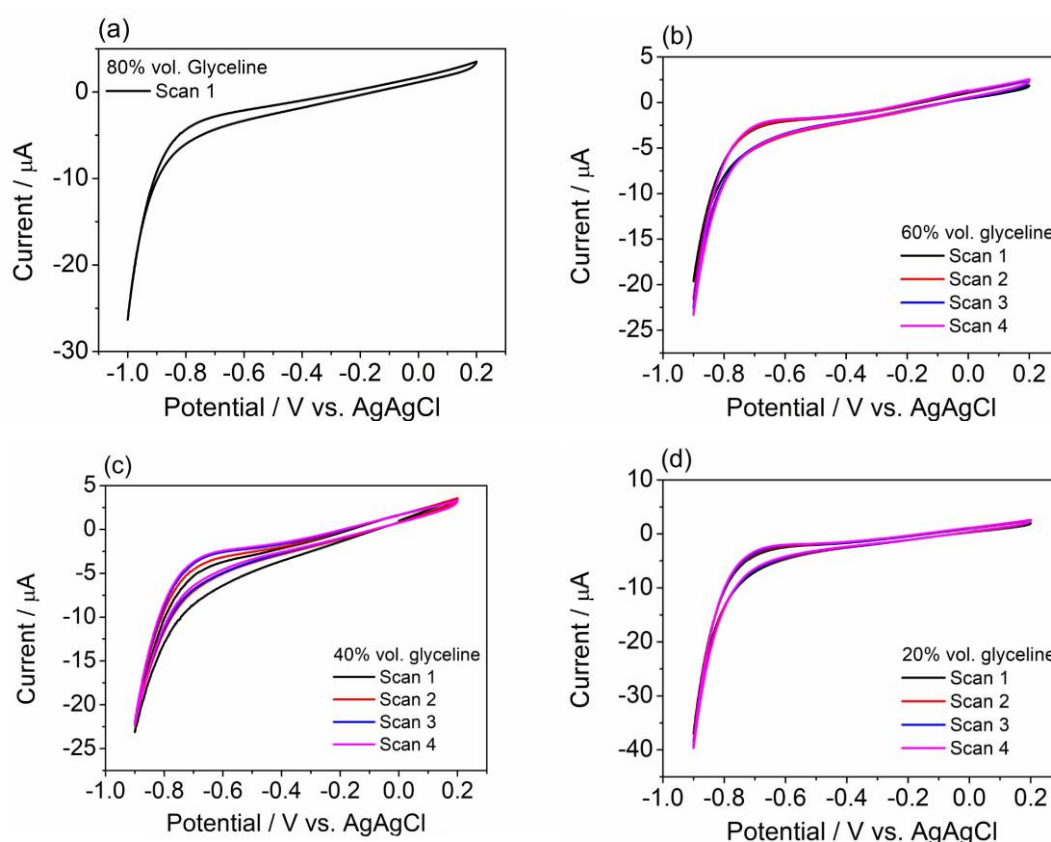 (a)
80% vol. Glyceline
Scan 1
0
-10
-20
-30
Current / μA
-1.0 -0.8 -0.6 -0.4 -0.2 0.0 0.2
Potential / V vs. AgAgCl
(b)
5
0
-5
-10
-15
-20
-25
Current / μA
60% vol. glyceline
Scan 1
Scan 2
Scan 3
Scan 4
-1.0 -0.8 -0.6 -0.4 -0.2 0.0 0.2
Potential / V vs. AgAgCl
(c)
5
0
-5
-10
-15
-20
-25
Current / μA
40% vol. glyceline
Scan 1
Scan 2
Scan 3
Scan 4
-1.0 -0.8 -0.6 -0.4 -0.2 0.0 0.2
Potential / V vs. AgAgCl
(d)
10
0
-10
-20
-30
-40
Current / μA
20% vol. glyceline
Scan 1
Scan 2
Scan 3
Scan 4
-1.0 -0.8 -0.6 -0.4 -0.2 0.0 0.2
Potential / V vs. AgAgCl